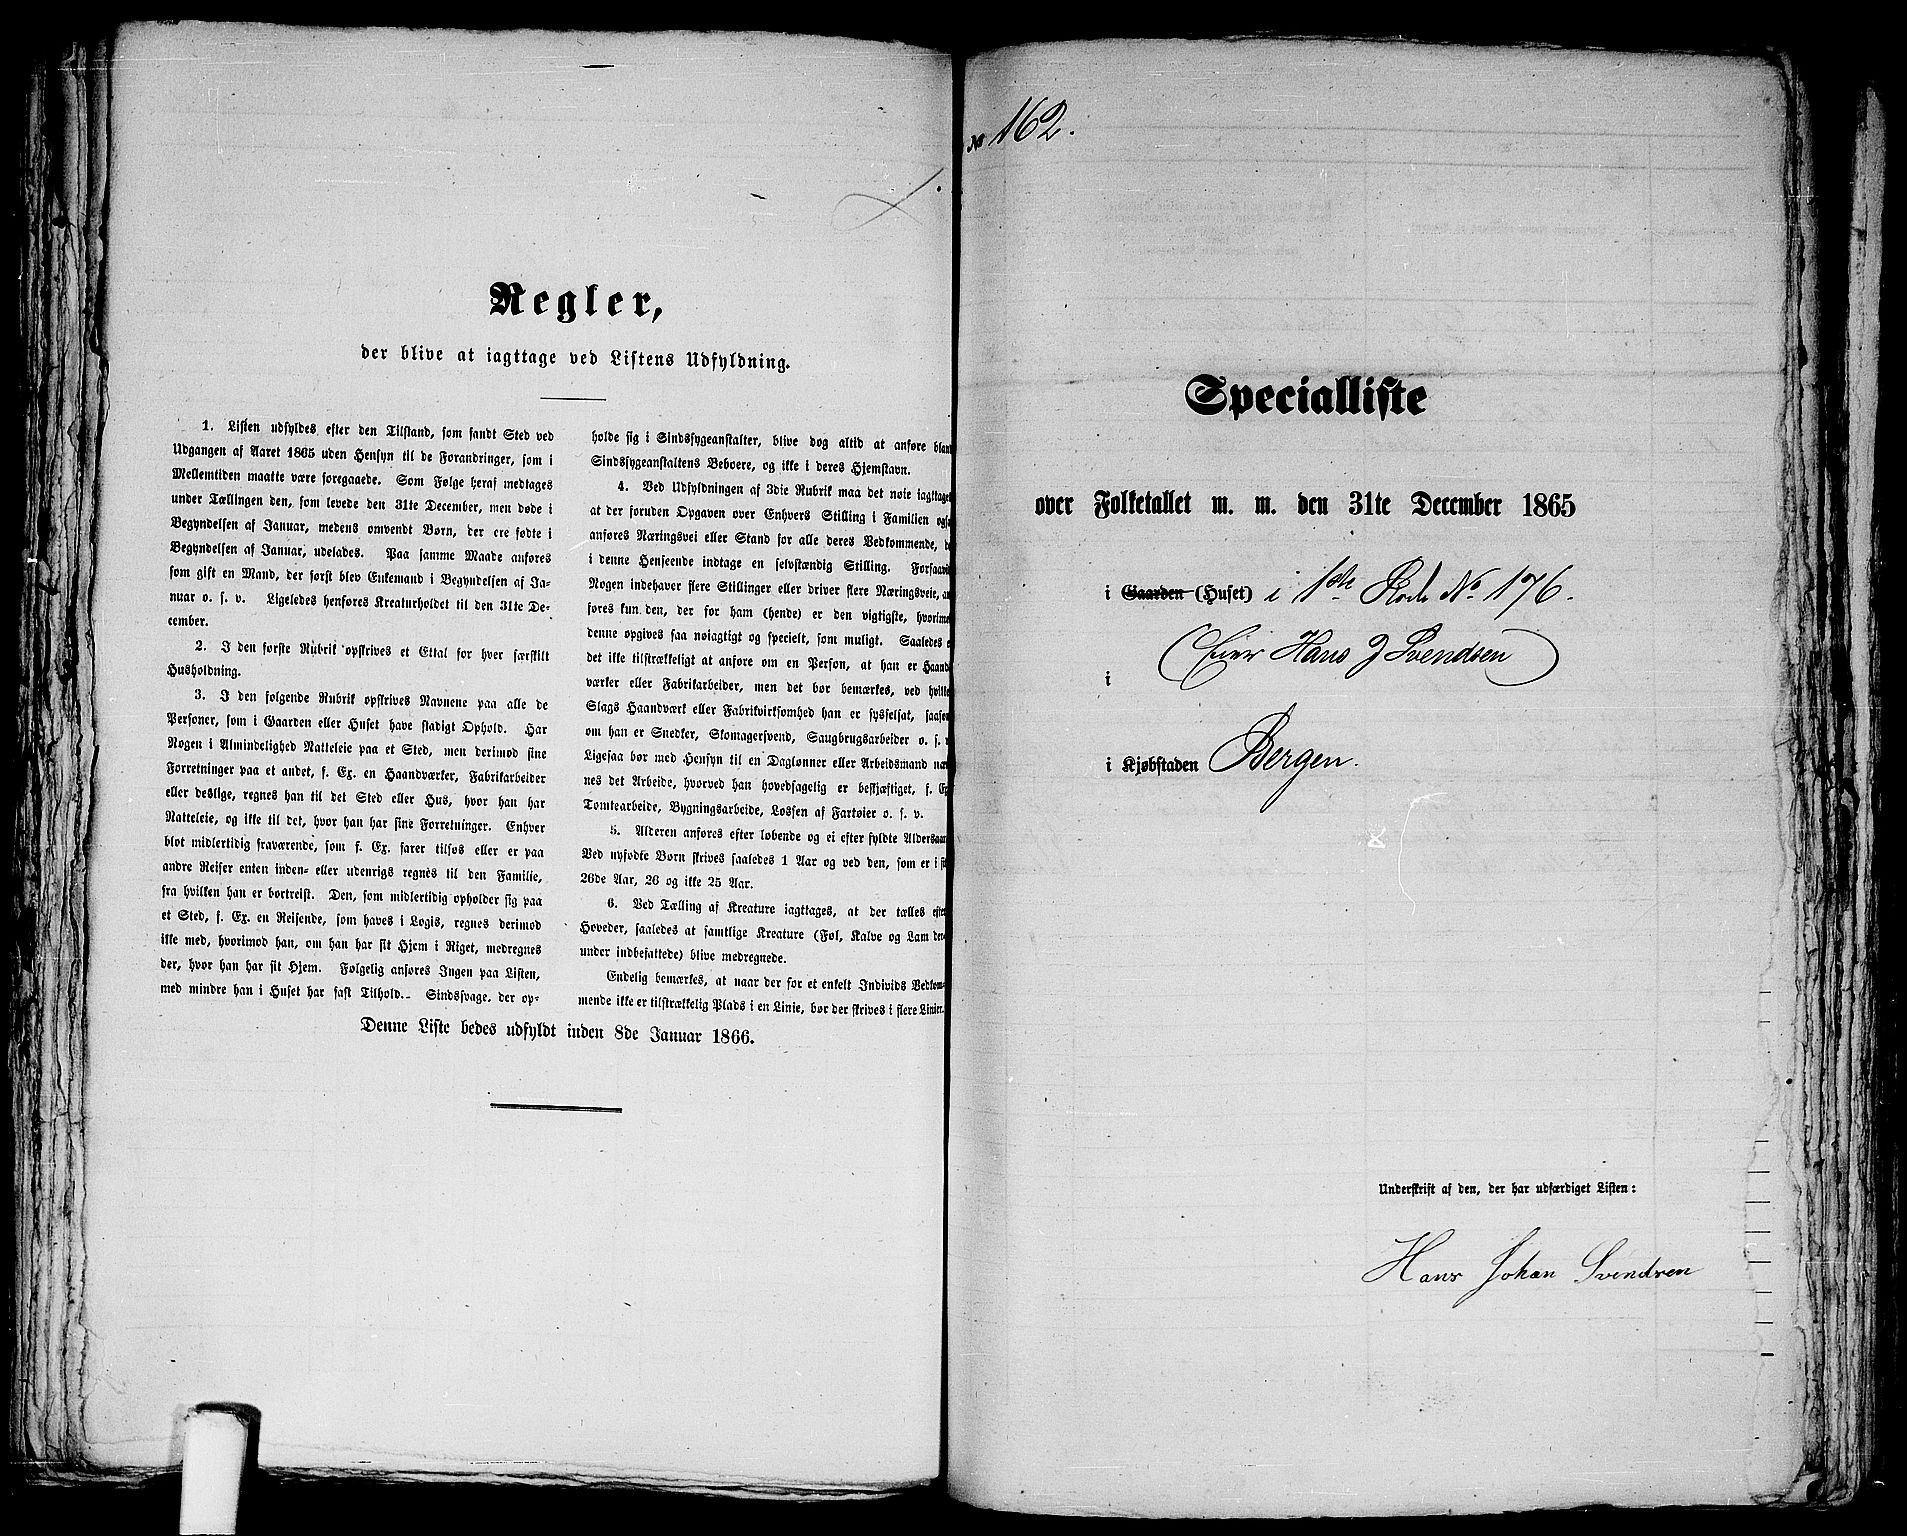 Regler,
der blive at iagttage ved Listens Udfyldning.
1. Listen udfyldes efter den Tilstand, som fandt Sted ved
Udgangen af Aaret 1865 uden Hensyn til de Forandringer, som i
Mellemtiden maatte være foregaaede. Som Følge heraf medtages
under Tællingen den, som levede den 31te December, men døde i
Begyndelsen af Januar, medens omvendt Børn, der ere fødte i
Begyndelsen af Januar, udelades. Paa samme Maade anføres
som gift en Mand, der først blev Enkemand i Begyndelsen af Ja-
nuar o. s. v. Ligeledes henføres Kreaturholdet til den 31te De-
cember.
2. I den første Rubrik opskrives et Ettal for hver særskilt
Husholdning.
3. I den følgende Rubrik opskrives Navnene paa alle de
Personer, som i Gaarden eller Huset have stadigt Ophold. Har
Nogen i Almindelighed Natteleie paa et Sted, men derimod sine
Forretninger paa et andet, f. Ex. en Haandværker, Fabrikarbeider
eller deslige, regnes han til det Sted eller Hus, hvor han har
Natteleie, og ikke til det, hvor han har sine Forretninger. Enhver
blot midlertidig fraværende, som f. Ex. farer tilsøs eller er paa
andre Reiser enten inden- eller udenrigs regnes til den Familie,
fra hvilken han er bortreist. Den, som midlertidig opholder sig paa
et Sted, f. Ex. en Reisende, som haves i Logis, regnes derimod
ikke med, hvorimod han, om han har sit Hjem i Riget, medregnes
der, hvor han har sit Hjem. Følgelig anføres Ingen paa Listen,
med mindre han i Huset har fast Tilhold. Sindssvage, der op-
holde sig i Sindssygeanstalter, blive dog altid at anføre blan
Sindssygeanstaltens Beboere, og ikke i deres Hjemstavn.
4. Ved Udfyldningen af 3die Rubrik maa det nøie iagttages
at der foruden Opgaven over Enhvers Stilling i Familien ogs
anføres Næringsvei eller Stand for alle deres Vedkommende, d
i denne Henseende indtage en selvstændig Stilling. Forsaavi
Nogen indehaver flere Stillinger eller driver flere Næringsveie, an
føres kun den, der for ham (hende) er den vigtigste, hvorime
denne opgives saa nøiagtigt og specielt, som muligt. Saaledes e
det ikke tilstrækkeligt at anføre om en Person, at han er Haand
værker eller Fabrikarbeider, men det bør bemærkes, ved hvilke
Slags Haandværk eller Fabrikvirksomhed han er sysselsat, saasom
om han er Snedker, Skomagersvend, Saugbrugsarbeider o. s. v
Ligesaa bør med Hensyn til en Daglønner eller Arbeidsmand næv
nes det Arbeide, hvorved han hovedsagelig er beskjæftiget, f. Ex
Tomtearbeide, Bygningsarbeide, Lossen af Fartøier o. s. v.
5. Alderen anføres efter løbende og ei efter fyldte Aldersaar
Ved nyfødte Børn skrives saaledes 1 Aar og ved den, som er i sit
26de Aar, 26 og ikke 25 Aar.
6. Ved Tælling af Kreature iagttages, at der tælles efter
Hoveder, saaledes at samtlige Kreature (Føl, Kalve og Lam der-
under indbefattede) blive medregnede.
Endelig bemærkes, at naar der for et enkelt Individs Vedkom-
mende ikke er tilstrækkelig Plads i en Linie, bør der skrives i flere Linier.
Denne Liste bedes udfyldt inden 8de Januar 1866.
No 162.
Specialliste
over Folketallet m. m. den 31te December 1865
i Gaarden (Huset) i 1ste Rode No 176.
i (Eier Hans J Svendsen)
i Kjøbstaden Bergen.
8
Underskrift af den, der har udfærdiget Listen:
Hans Johan Svendsen